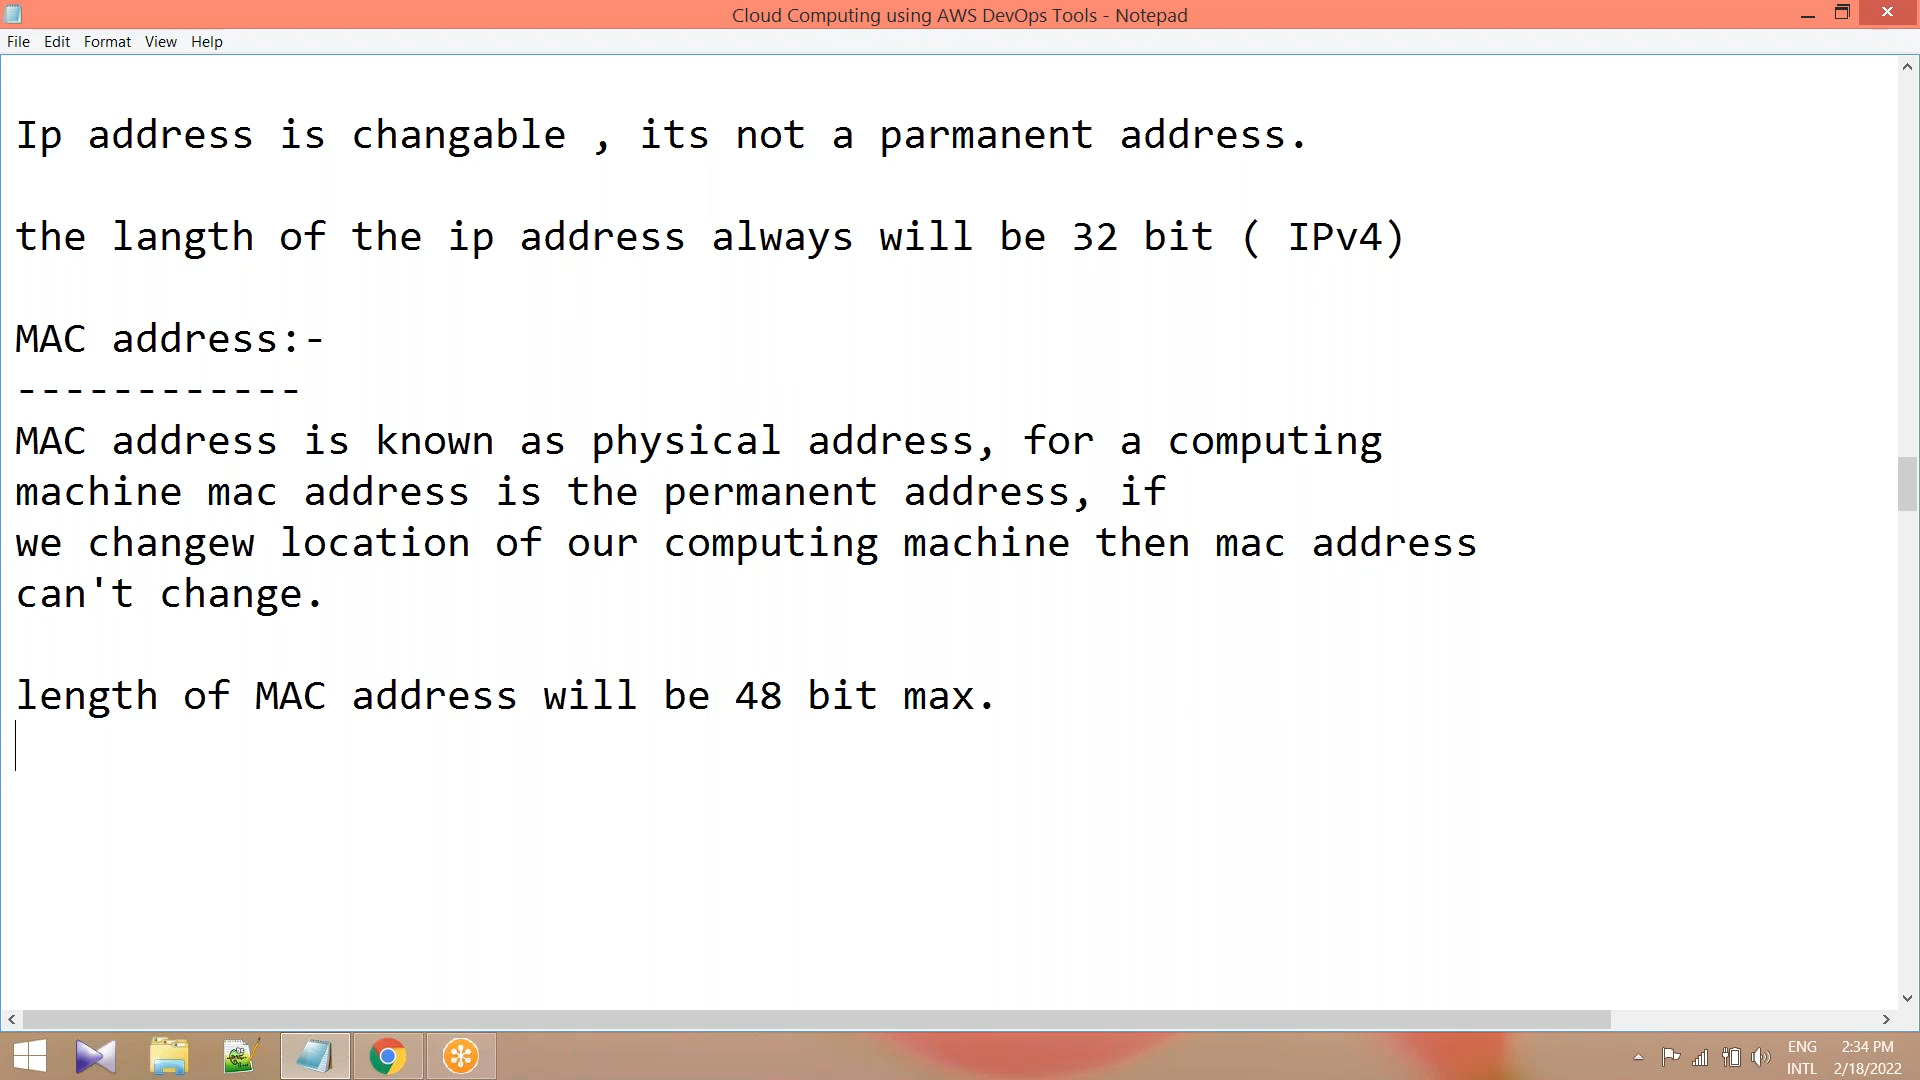 Cloud Computing using AWS DevOps Tools - Notepad
File Edit Format View Help
Ip address is changable , its not a parmanent address.
the langth of the ip address always will be 32 bit ( IPv4)
MAC address:-
------------
MAC address is known as physical address, for a computing
machine mac address is the permanent address, if
we changew location of our computing machine then mac address
can't change.
length of MAC address will be 48 bit max.
ENG 2:34 PM
INTL 2/18/2022